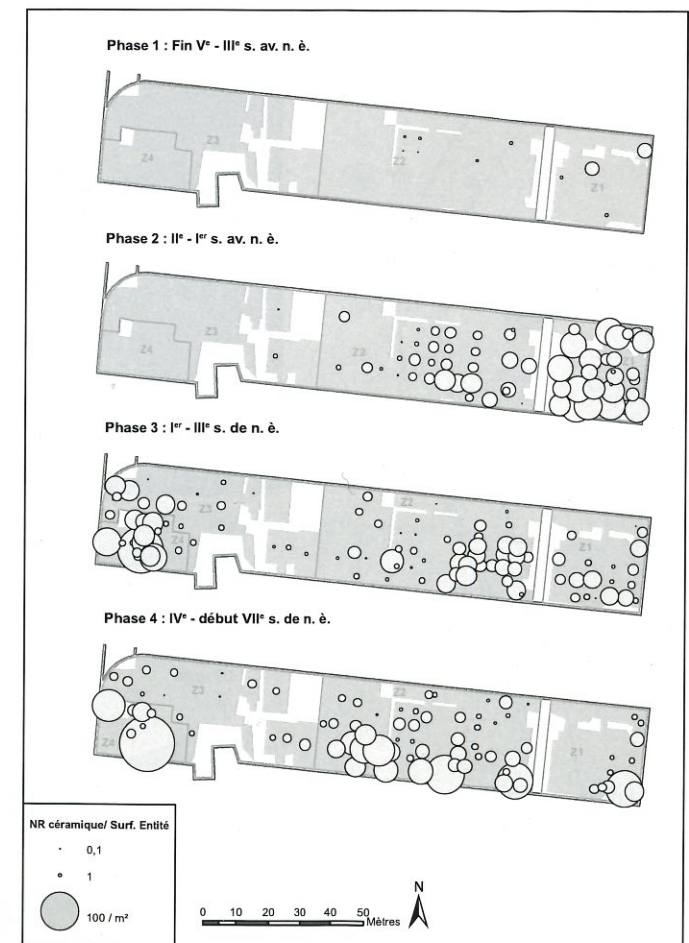 Phase 1 : Fin Vᵉ - IIIᵉ s. av. n. è.
Z3
Z4
Z2
Z1
Phase 2 : IIᵉ - Iᵉʳ s. av. n. è.
Z3
Z4
Z2
Z1
Phase 3 : Iᵉʳ - IIIᵉ s. de n. è.
Z2
Z3
Z4
Z1
Phase 4 : IVᵉ - début VIIᵉ s. de n. è.
Z3
Z2
Z4
Z1
NR céramique/ Surf. Entité
0,1
1
100 / m²
N
0 10 20 30 40 50
Mètres